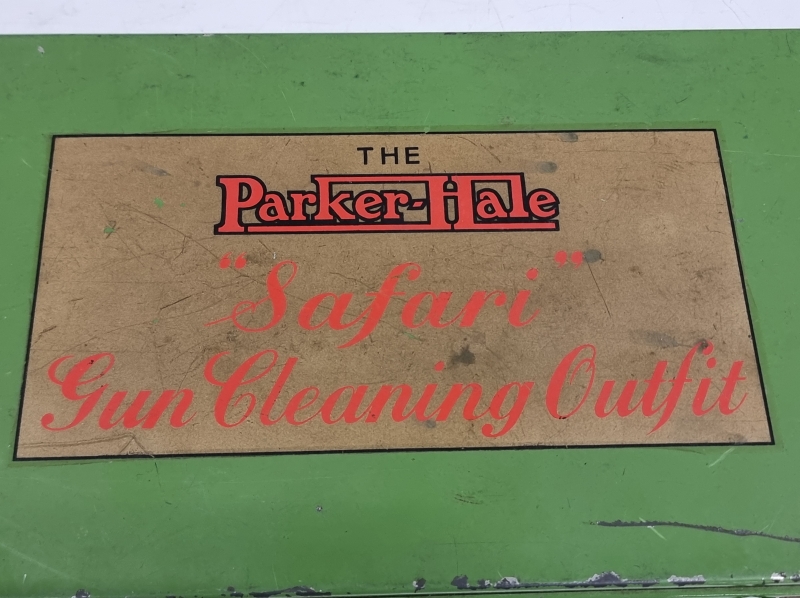 THE
Parker-Hale
"Safari"
Gun Cleaning Outfit